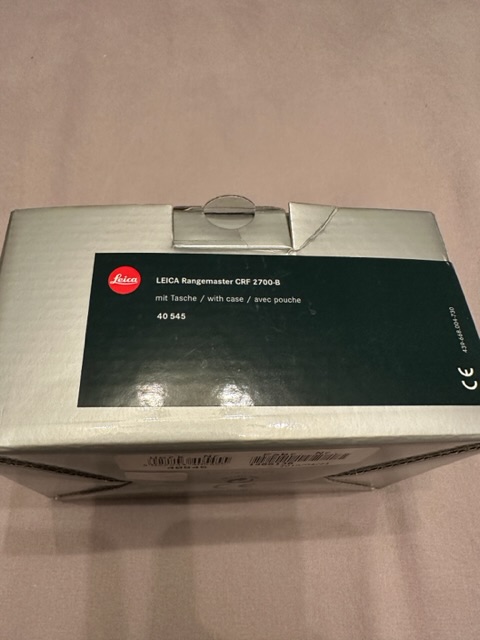 Leica
LEICA Rangemaster CRF 2700-B
mit Tasche / with case / avec pouche
40 545
CE